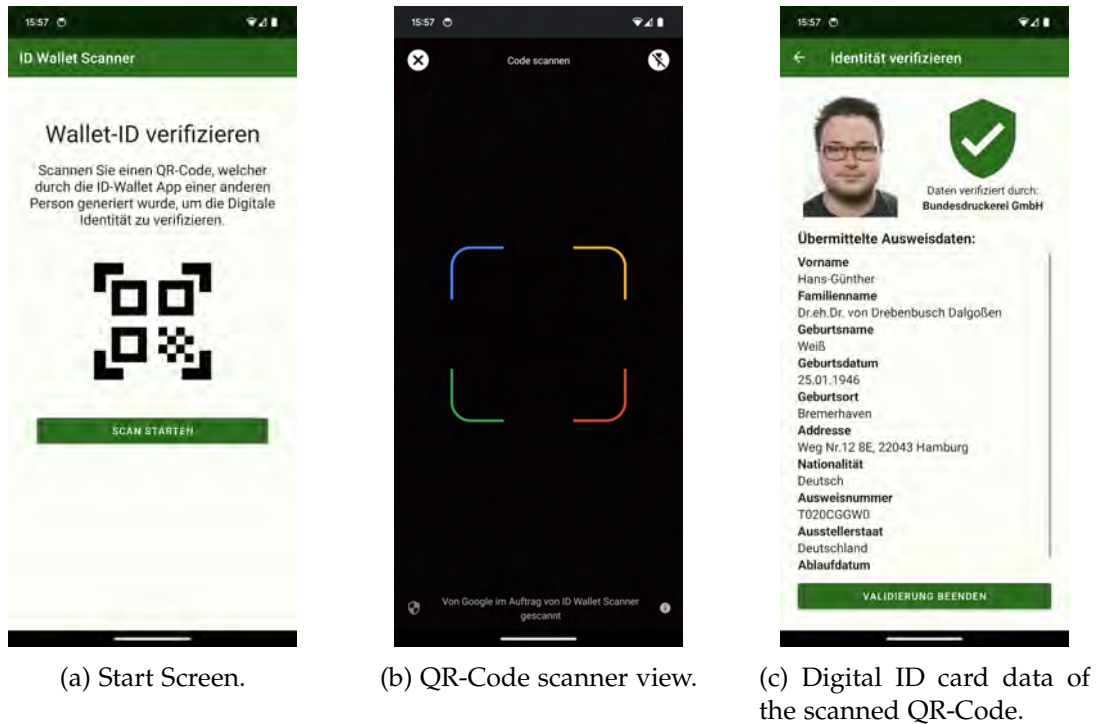 15:57
ID Wallet Scanner
Wallet-ID verifizieren
Scannen Sie einen QR-Code, welcher
durch die ID-Wallet App einer anderen
Person generiert wurde, um die Digitale
Identität zu verifizieren.
SCAN STARTEN
(a) Start Screen.
15:57
Code scannen
Von Google im Auftrag von ID Wallet Scanner
gescannt
(b) QR-Code scanner view.
15:57
Identität verifizieren
Daten verifiziert durch:
Bundesdruckerei GmbH
Übermittelte Ausweisdaten:
Vorname
Hans-Günther
Familienname
Dr.eh.Dr. von Drebenbusch Dalgoßen
Geburtsname
Weiß
Geburtsdatum
25.01.1946
Geburtsort
Bremerhaven
Addresse
Weg Nr.12 8E, 22043 Hamburg
Nationalität
Deutsch
Ausweisnummer
T020CGGW0
Ausstellerstaat
Deutschland
Ablaufdatum
VALIDIERUNG BEENDEN
(c) Digital ID card data of
the scanned QR-Code.